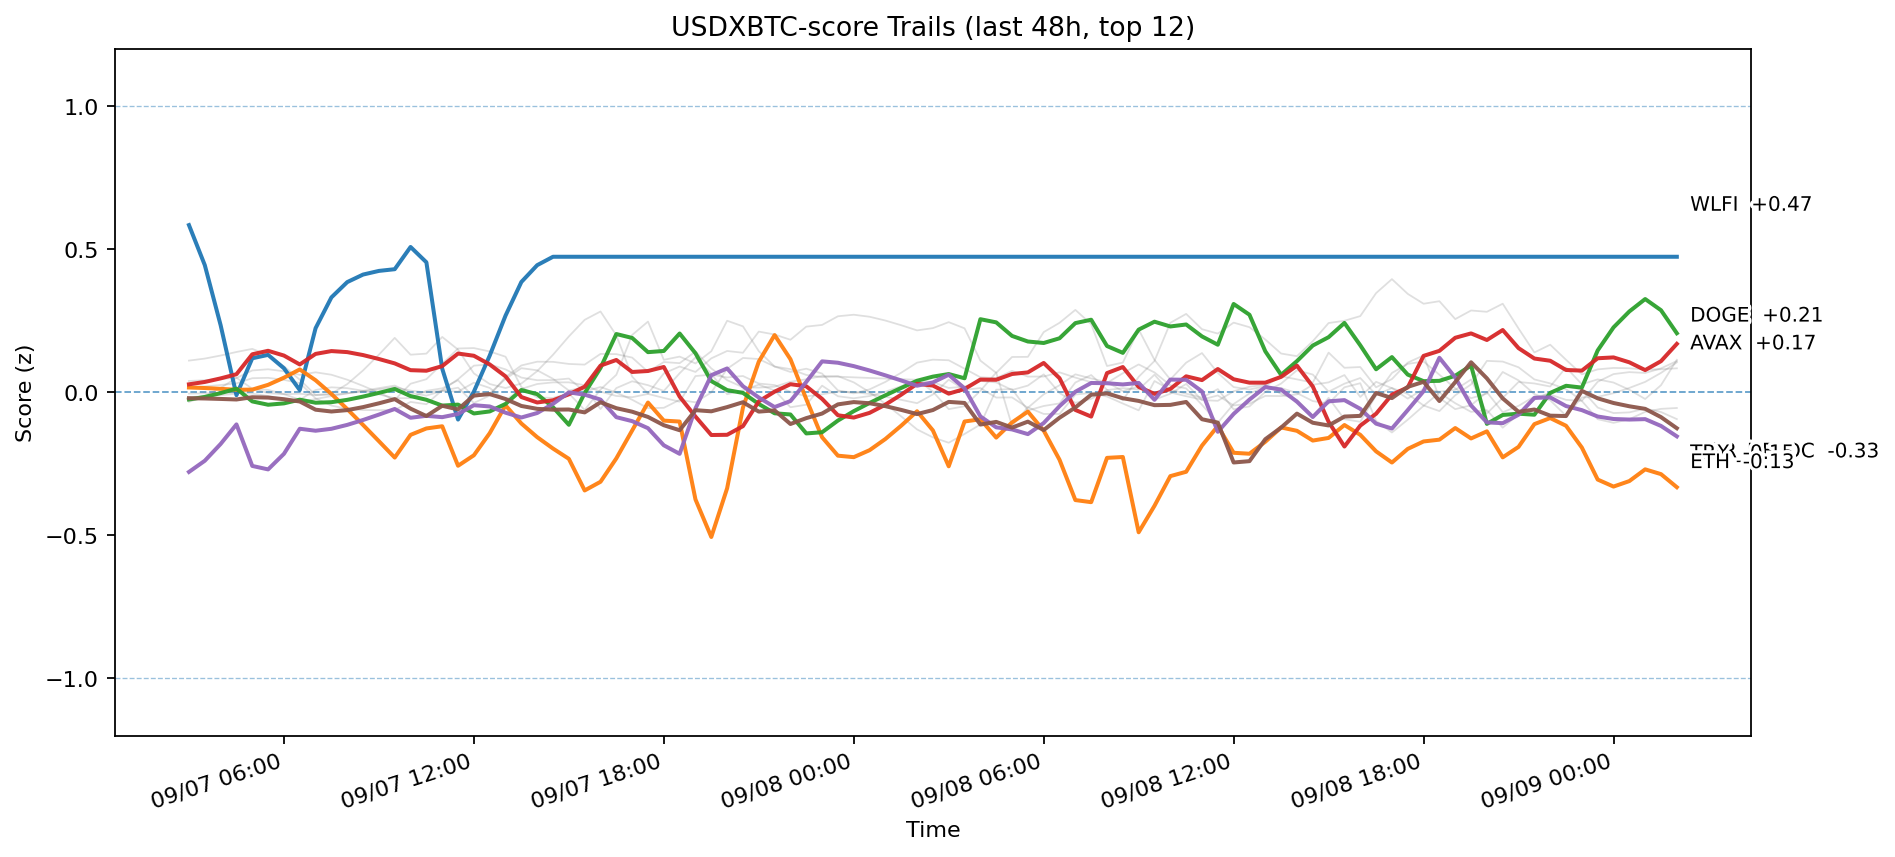 USDXBTC-score Trails (last 48h, top 12)
Score (z)
1.0
0.5
0.0
−0.5
−1.0
WLFI +0.47
DOGE +0.21
AVAX +0.17
-0.33
ETH -0.13
09/07 06:00
09/07 12:00
09/07 18:00
09/08 00:00
09/08 06:00
09/08 12:00
09/08 18:00
09/09 00:00
Time